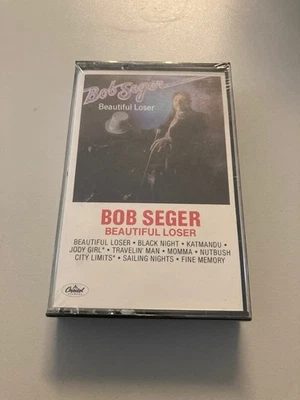 Bob Seger
Beautiful Loser
BOB SEGER
BEAUTIFUL LOSER
BEAUTIFUL LOSER • BLACK NIGHT • KATMANDU •
JODY GIRL* • TRAVELIN' MAN • MOMMA • NUTBUSH
CITY LIMITS* • SAILING NIGHTS • FINE MEMORY
Capitol